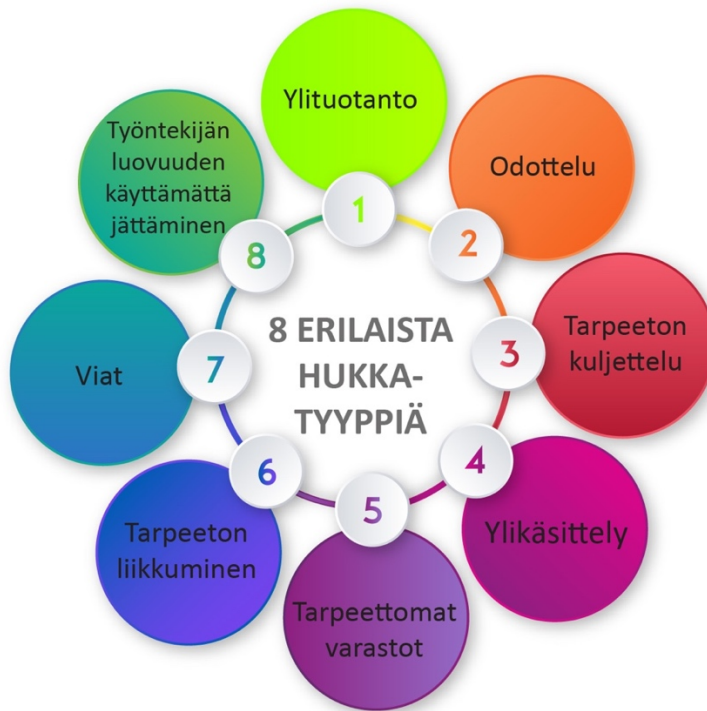 8 ERILAISTA
HUKKA-
TYYPPIÄ
1
Ylituotanto
2
Odottelu
3
Tarpeeton
kuljettelu
4
Ylikäsittely
5
Tarpeettomat
varastot
6
Tarpeeton
liikkuminen
7
Viat
8
Työntekijän
luovuuden
käyttämättä
jättäminen